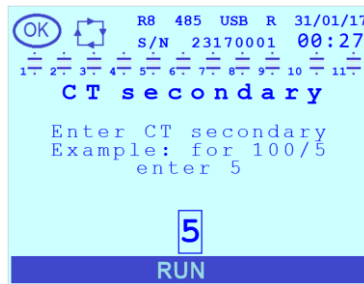 OK R8 485 USB R 31/01/17
S/N 23170001 00:27
1 2 3 4 5 6 7 8 9 10 11
CT secondary
Enter CT secondary
Example: for 100/5
enter 5
5
RUN